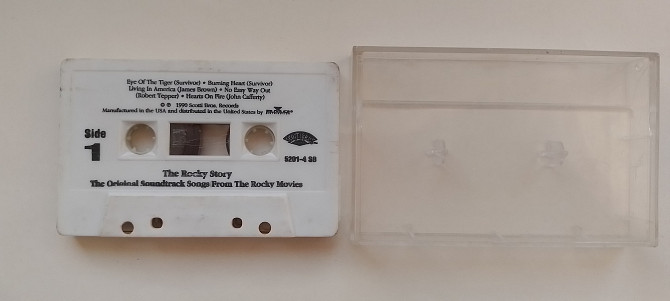 Eye Of The Tiger (Survivor) • Burning Heart (Survivor)
Living In America (James Brown) • No Easy Way Out
(Robert Tepper) • Hearts On Fire (John Cafferty)
© ℗ 1990 Scotti Bros. Records
Manufactured in the USA and distributed in the United States by
Side
1
5201-4 SB
The Rocky Story
The Original Soundtrack Songs From The Rocky Movies